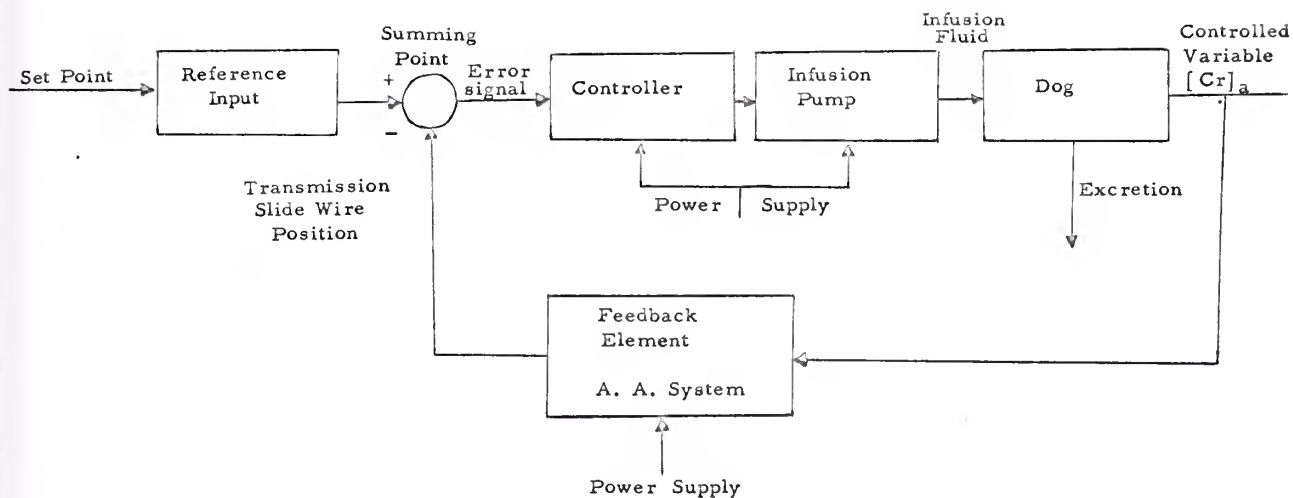 Set Point
Reference
Input
Summing
Point
+
−
Error
signal
Controller
Infusion
Pump
Infusion
Fluid
Dog
Controlled
Variable
[Cr]a
Power Supply
Excretion
Transmission
Slide Wire
Position
Feedback
Element
A. A. System
Power Supply